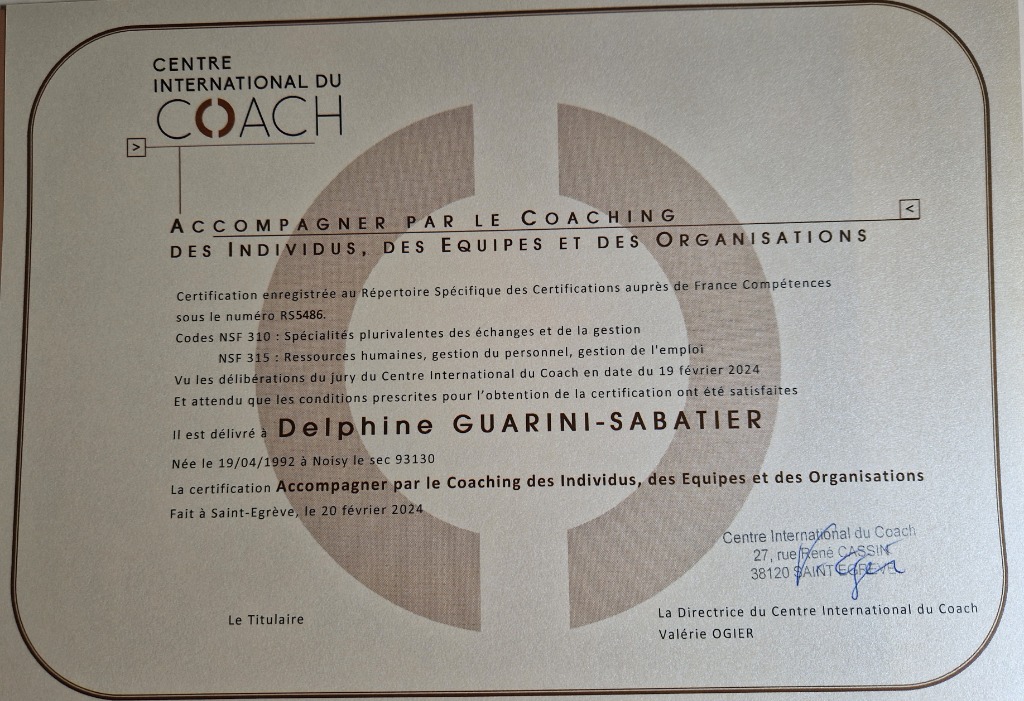 CENTRE
INTERNATIONAL DU
COACH
>
<
ACCOMPAGNER PAR LE COACHING
DES INDIVIDUS, DES EQUIPES ET DES ORGANISATIONS
Certification enregistrée au Répertoire Spécifique des Certifications auprès de France Compétences
sous le numéro RS5486.
Codes NSF 310 : Spécialités plurivalentes des échanges et de la gestion
NSF 315 : Ressources humaines, gestion du personnel, gestion de l'emploi
Vu les délibérations du jury du Centre International du Coach en date du 19 février 2024
Et attendu que les conditions prescrites pour l'obtention de la certification ont été satisfaites
Il est délivré à Delphine GUARINI-SABATIER
Née le 19/04/1992 à Noisy le sec 93130
La certification Accompagner par le Coaching des Individus, des Equipes et des Organisations
Fait à Saint-Egrève, le 20 février 2024
Centre International du Coach
27, rue René CASSIN
38120 SAINT EGREVE
Le Titulaire
La Directrice du Centre International du Coach
Valérie OGIER